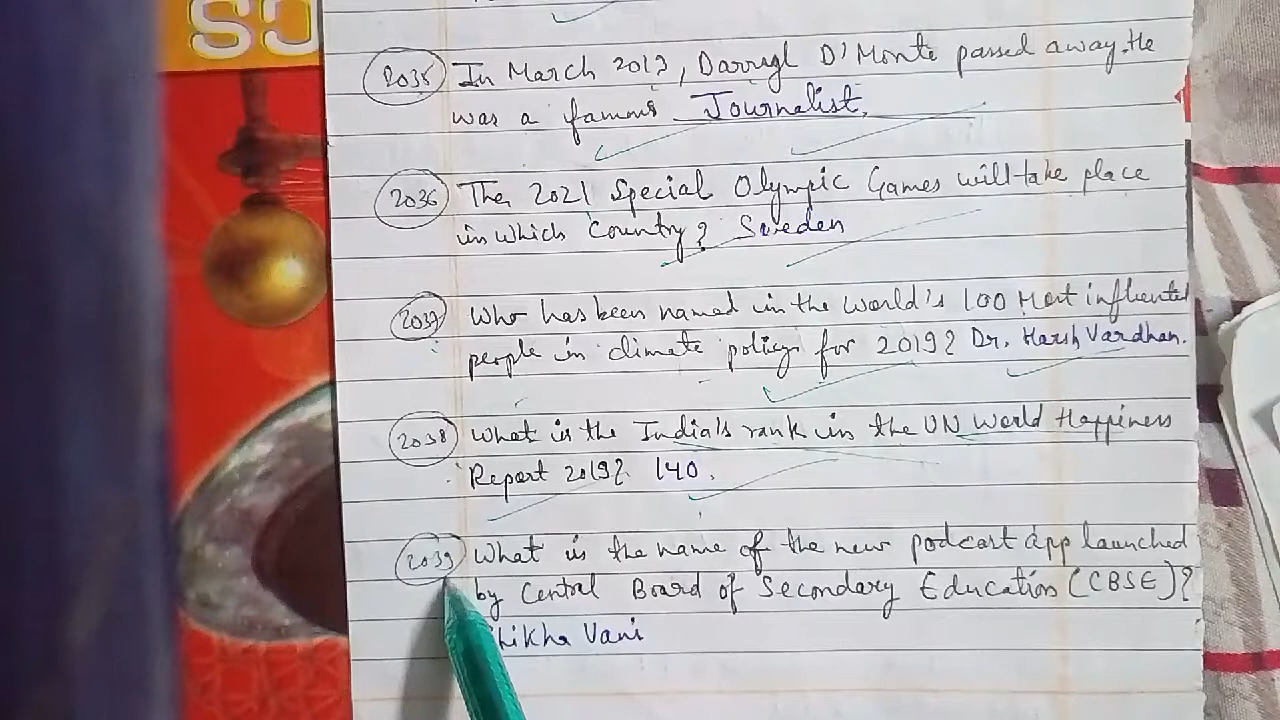 SC
2035 In March 2019, Darryl D'Monte passed away. He
was a famous Journalist.
2036 The 2021 Special Olympic Games will take place
in which Country? Sweden
2037 Who has been named in the world's 100 Most influential
people in climate policy for 2019? Dr. Harsh Vardhan.
2038 What is the India's rank in the UN World Happiness
Report 2019? 140.
2039 What is the name of the new podcast app launched
by Central Board of Secondary Education (CBSE)?
Shiksha Vani